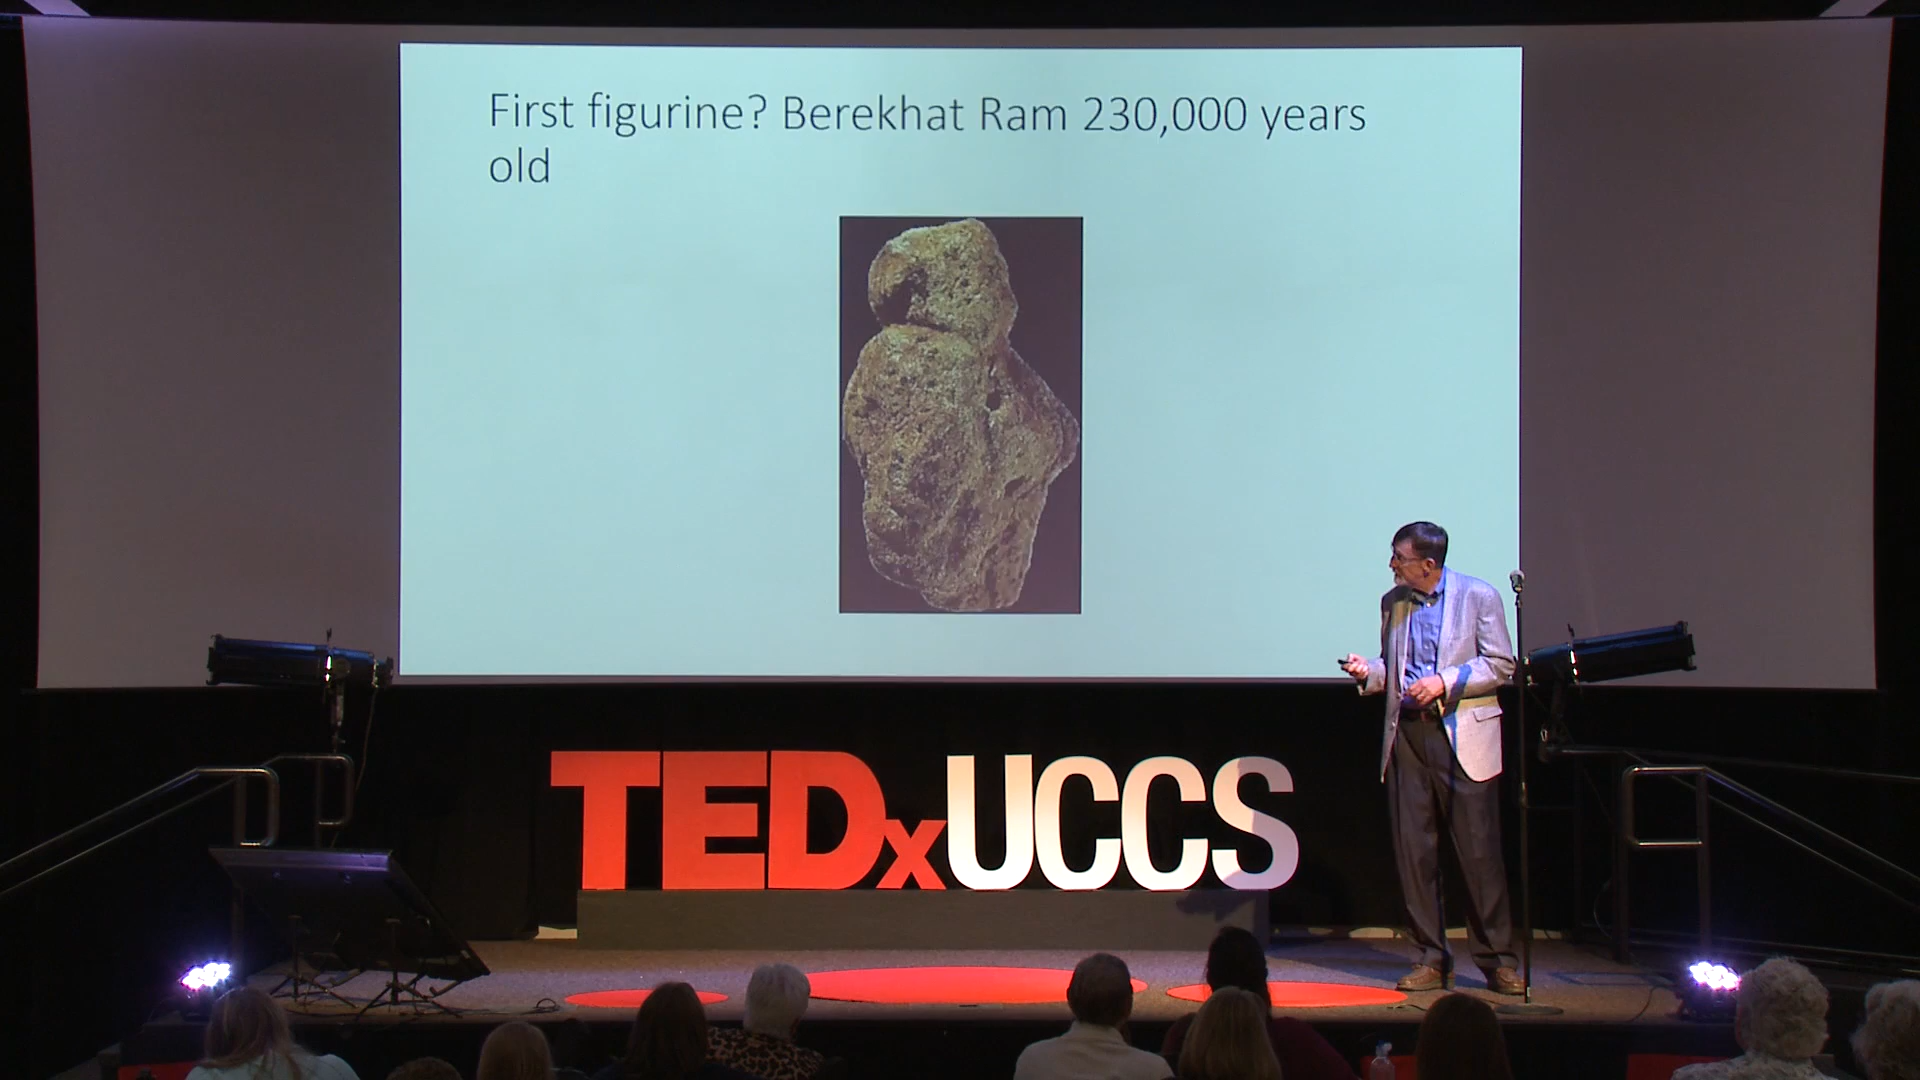 First figurine? Berekhat Ram 230,000 years
old
TEDxUCCS